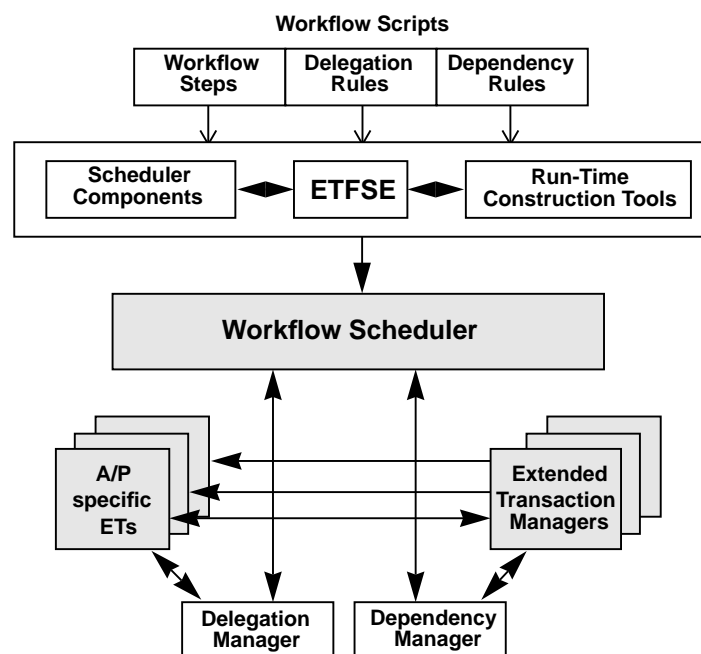 Workflow Scripts
Workflow
Steps
Delegation
Rules
Dependency
Rules
Scheduler
Components
ETFSE
Run-Time
Construction Tools
Workflow Scheduler
A/P
specific
ETs
Extended
Transaction
Managers
Delegation
Manager
Dependency
Manager